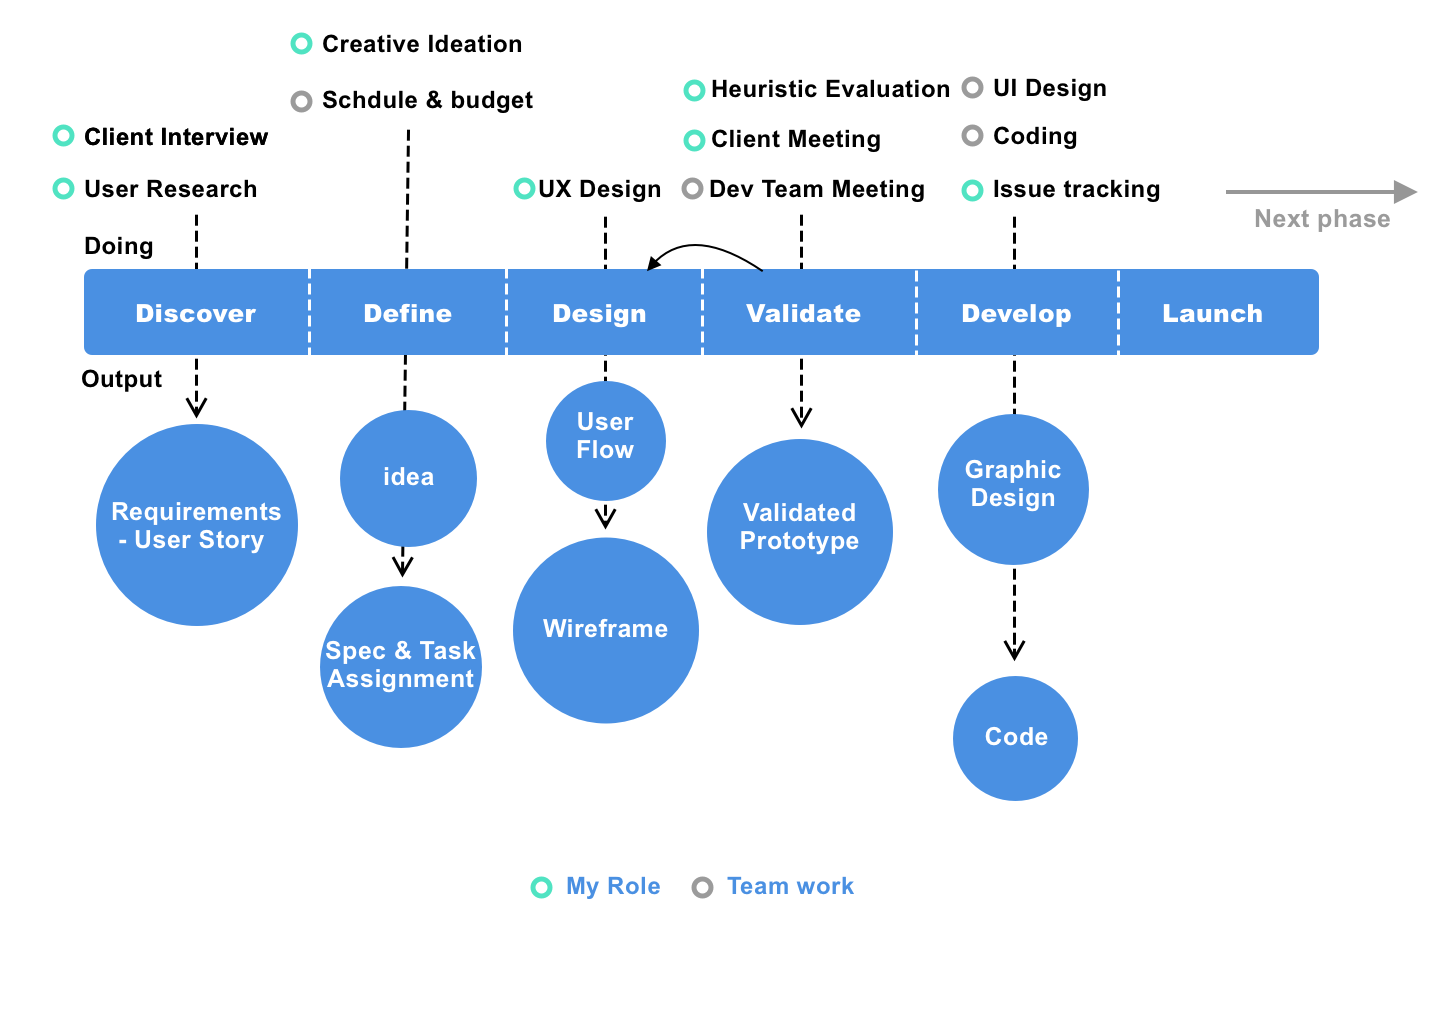 Creative Ideation
Schdule & budget
Client Interview
User Research
UX Design
Heuristic Evaluation
Client Meeting
Dev Team Meeting
UI Design
Coding
Issue tracking
Next phase
Doing
Discover
Define
Design
Validate
Develop
Launch
Output
Requirements
- User Story
idea
Spec & Task
Assignment
User
Flow
Wireframe
Validated
Prototype
Graphic
Design
Code
My Role
Team work